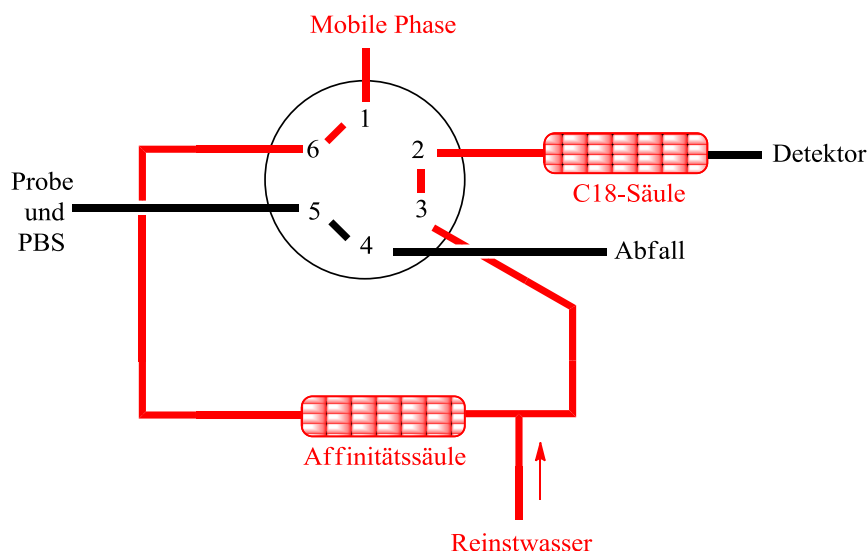 Mobile Phase
1
6
2
Detektor
C18-Säule
Probe
und
PBS
5
3
4
Abfall
Affinitätssäule
Reinstwasser